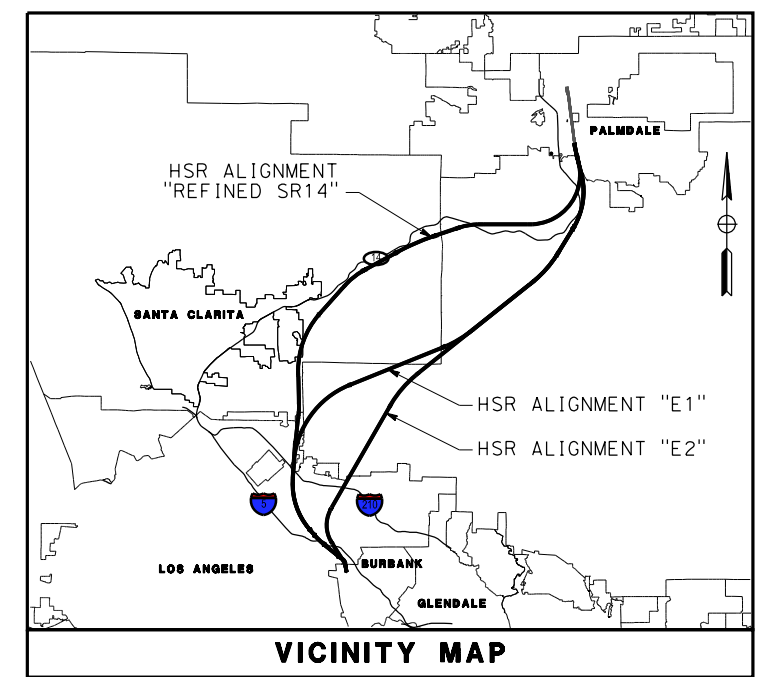 PALMDALE
HSR ALIGNMENT
"REFINED SR14"
14
SANTA CLARITA
HSR ALIGNMENT "E1"
HSR ALIGNMENT "E2"
5
210
LOS ANGELES
BURBANK
GLENDALE
VICINITY MAP